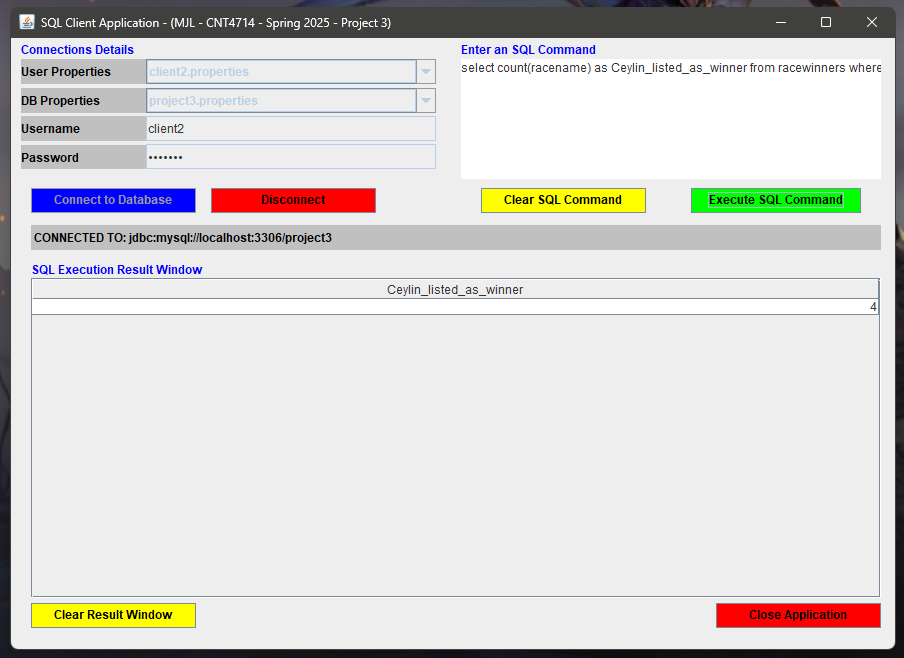 SQL Client Application - (MJL - CNT4714 - Spring 2025 - Project 3)
Connections Details
User Properties client2.properties
DB Properties project3.properties
Username client2
Password •••••••
Enter an SQL Command
select count(racename) as Ceylin_listed_as_winner from racewinners where
Connect to Database Disconnect Clear SQL Command Execute SQL Command
CONNECTED TO: jdbc:mysql://localhost:3306/project3
SQL Execution Result Window
Ceylin_listed_as_winner
4
Clear Result Window Close Application